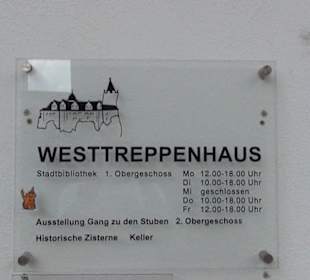 WESTTREPPENHAUS
Stadtbibliothek 1. Obergeschoss Mo 12.00-18.00 Uhr
Di 10.00-18.00 Uhr
Mi geschlossen
Do 10.00-18.00 Uhr
Fr 12.00-18.00 Uhr
Ausstellung Gang zu den Stuben 2. Obergeschoss
Historische Zisterne Keller